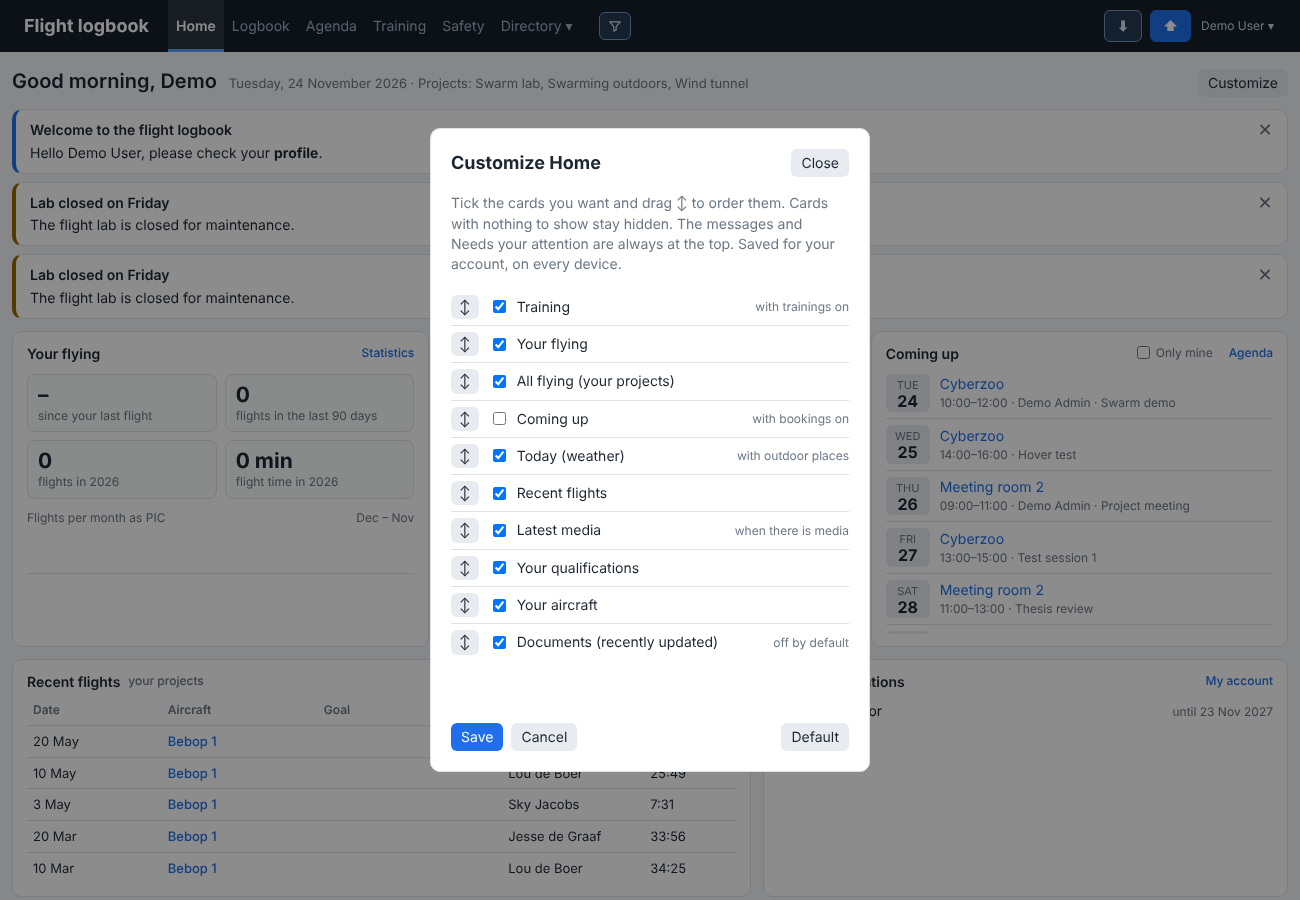 Flight logbook Home Logbook Agenda Training Safety Directory ▾ Demo User ▾
Good morning, Demo Tuesday, 24 November 2026 · Projects: Swarm lab, Swarming outdoors, Wind tunnel Customize
Welcome to the flight logbook
Hello Demo User, please check your profile.
Lab closed on Friday
The flight lab is closed for maintenance.
Lab closed on Friday
The flight lab is closed for maintenance.
Customize Home Close
Tick the cards you want and drag ↕ to order them. Cards
with nothing to show stay hidden. The messages and
Needs your attention are always at the top. Saved for your
account, on every device.
Training with trainings on
Your flying
All flying (your projects)
Coming up with bookings on
Today (weather) with outdoor places
Recent flights
Latest media when there is media
Your qualifications
Your aircraft
Documents (recently updated) off by default
Save Cancel Default
Your flying Statistics
–
since your last flight
0
flights in the last 90 days
0
flights in 2026
0 min
flight time in 2026
Flights per month as PIC Dec – Nov
Coming up Only mine Agenda
TUE 24 Cyberzoo
10:00–12:00 · Demo Admin · Swarm demo
WED 25 Cyberzoo
14:00–16:00 · Hover test
THU 26 Meeting room 2
09:00–11:00 · Demo Admin · Project meeting
FRI 27 Cyberzoo
13:00–15:00 · Test session 1
SAT 28 Meeting room 2
11:00–13:00 · Thesis review
Recent flights your projects
Date Aircraft Goal
20 May Bebop 1
10 May Bebop 1 Lou de Boer 25:49
3 May Bebop 1 Sky Jacobs 7:31
20 Mar Bebop 1 Jesse de Graaf 33:56
10 Mar Bebop 1 Lou de Boer 34:25
My account
until 23 Nov 2027